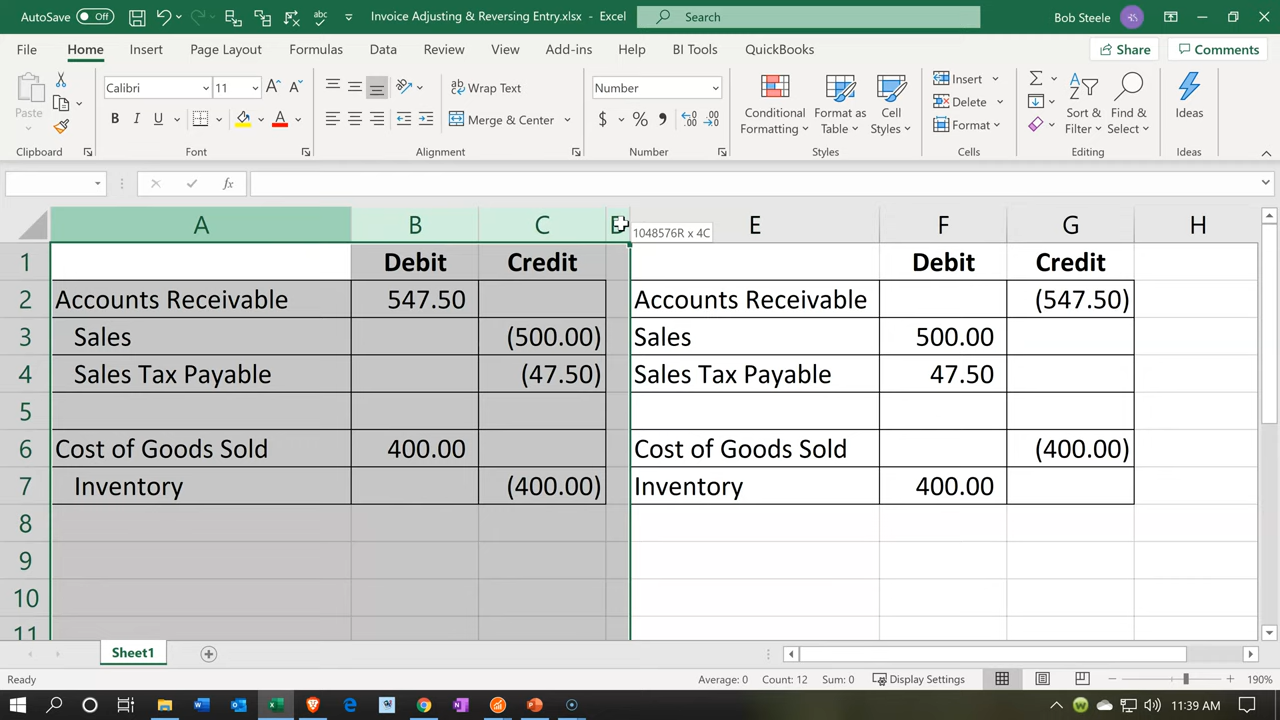 AutoSave Off Invoice Adjusting & Reversing Entry.xlsx - Excel Search Bob Steele
File Home Insert Page Layout Formulas Data Review View Add-ins Help BI Tools QuickBooks Share Comments
Calibri 11 Wrap Text Number Insert
Paste Conditional Format as Cell Delete Sort & Find & Ideas
B I U A Merge & Center $ % Formatting Table Styles Format Filter Select
Clipboard Font Alignment Number Styles Cells Editing Ideas
fx
A B C E F G H
1048576R x 4C
1 Debit Credit Debit Credit
2 Accounts Receivable 547.50 Accounts Receivable (547.50)
3 Sales (500.00) Sales 500.00
4 Sales Tax Payable (47.50) Sales Tax Payable 47.50
5
6 Cost of Goods Sold 400.00 Cost of Goods Sold (400.00)
7 Inventory (400.00) Inventory 400.00
8
9
10
11
Sheet1
Ready Average: 0 Count: 12 Sum: 0 Display Settings 190%
11:39 AM